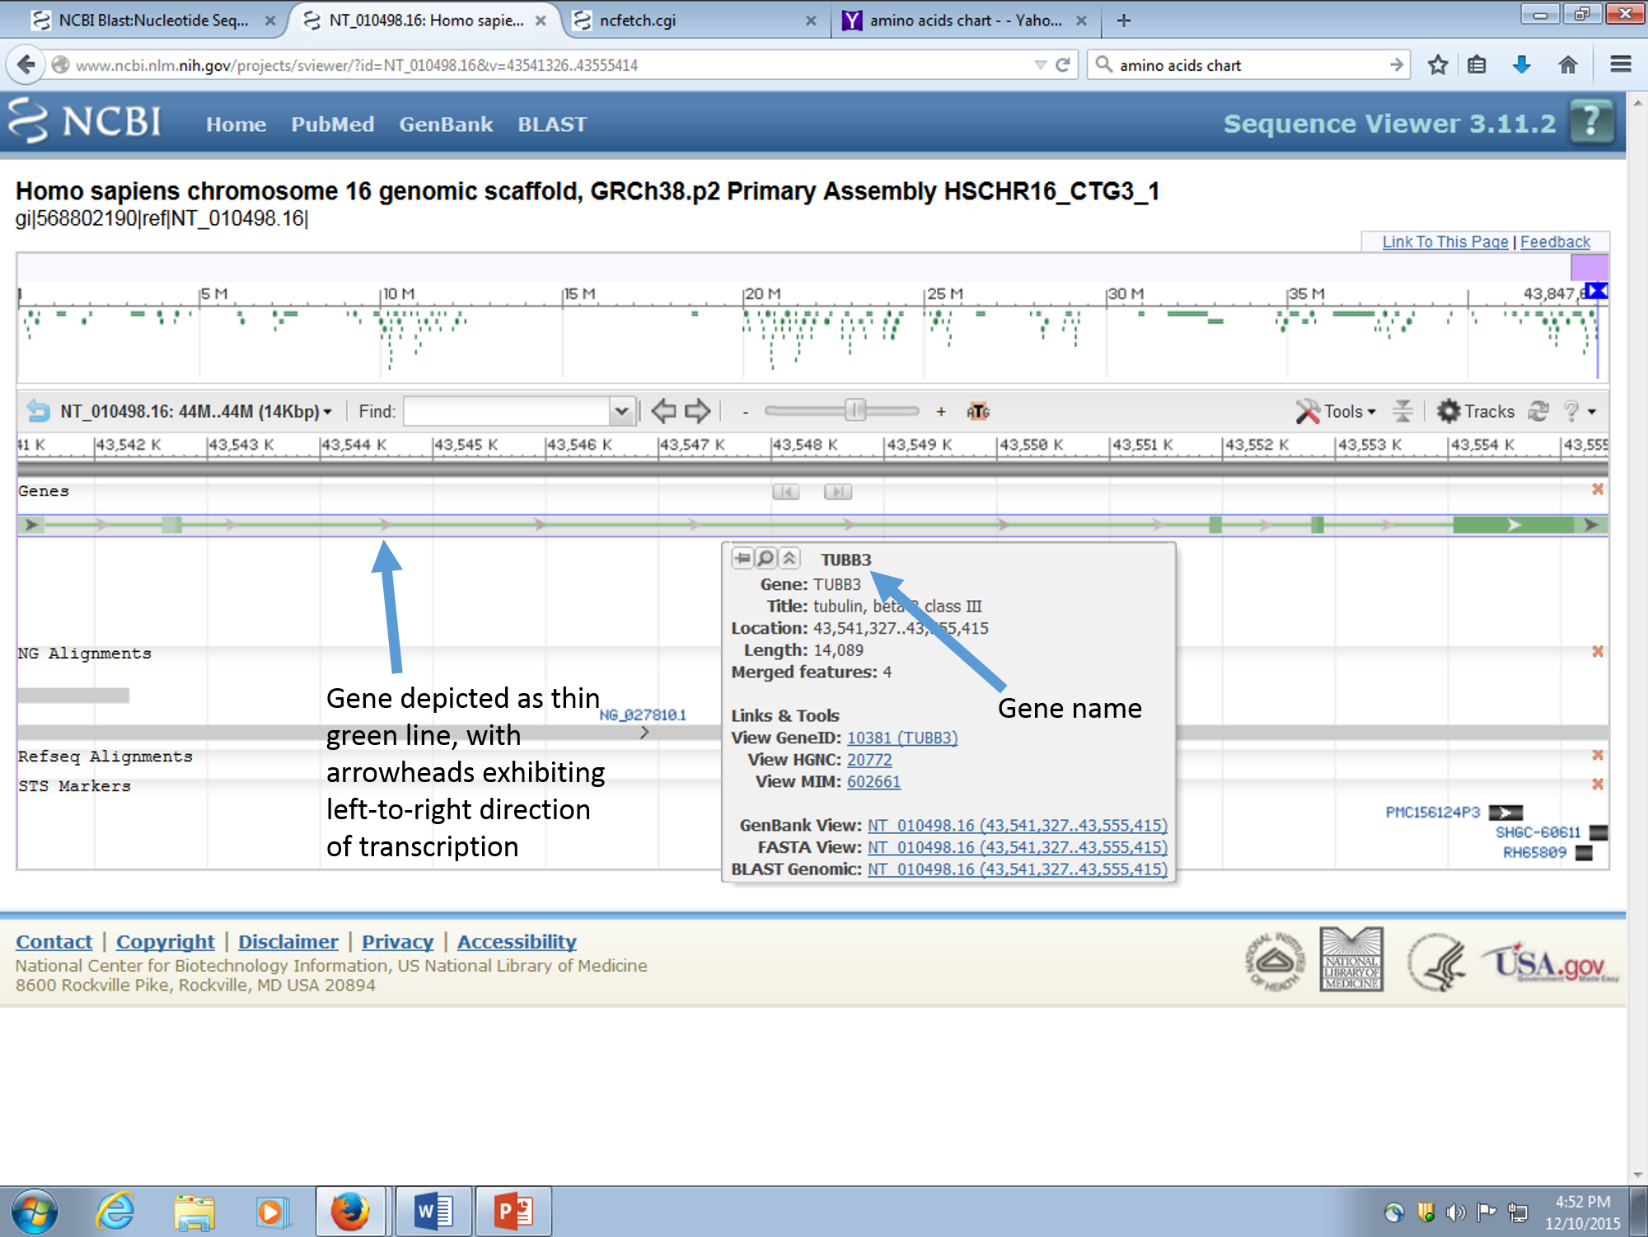 NCBI Blast:Nucleotide Seq...
NT_010498.16: Homo sapie...
ncfetch.cgi
amino acids chart - - Yaho...
www.ncbi.nlm.nih.gov/projects/sviewer/?id=NT_010498.16&v=43541326..43555414
amino acids chart
NCBI
Home PubMed GenBank BLAST
Sequence Viewer 3.11.2
?
Homo sapiens chromosome 16 genomic scaffold, GRCh38.p2 Primary Assembly HSCHR16_CTG3_1
gi|568802190|ref|NT_010498.16|
Link To This Page | Feedback
5 M 10 M 15 M 20 M 25 M 30 M 35 M
NT_010498.16: 44M..44M (14Kbp) Find: - + ATG Tools Tracks ?
41 K 43,542 K 43,543 K 43,544 K 43,545 K 43,546 K 43,547 K 43,548 K 43,549 K 43,550 K 43,551 K 43,552 K 43,553 K 43,554 K 43,555
Genes
TUBB3
Gene: TUBB3
Title: tubulin, beta class III
Location:
Length: 14,089
Merged features: 4
Links & Tools
View GeneID: 10381 (TUBB3)
View HGNC: 20772
View MIM: 602661
GenBank View: NT_010498.16 (43,541,327..43,555,415)
FASTA View: NT_010498.16 (43,541,327..43,555,415)
BLAST Genomic: NT_010498.16 (43,541,327..43,555,415)
Gene name
NG Alignments
NG_027810.1
Gene depicted as thin
green line, with
arrowheads exhibiting
left-to-right direction
of transcription
Refseq Alignments
STS Markers
PMC156124P3
SHGC-60611
RH65809
Contact | Copyright | Disclaimer | Privacy | Accessibility
National Center for Biotechnology Information, US National Library of Medicine
8600 Rockville Pike, Rockville, MD USA 20894
NATIONAL
LIBRARY OF
MEDICINE
USA.gov
4:52 PM
12/10/2015